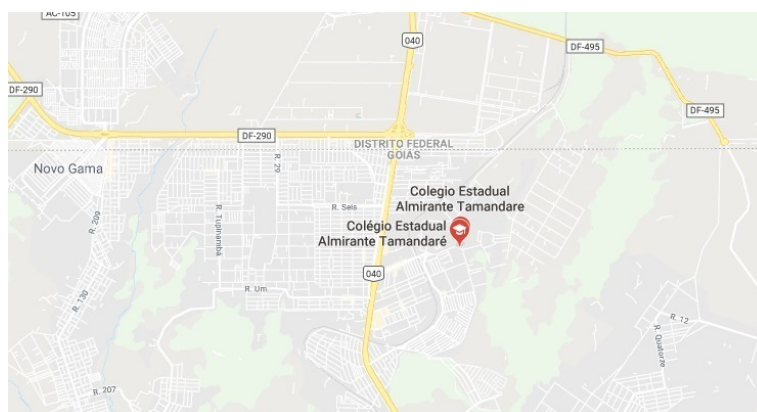 AC-105
040
DF-495
DF-290
DF-495
DF-290
DISTRITO FEDERAL
GOIÁS
Novo Gama
R. 29
Colegio Estadual
Almirante Tamandare
R. Seis
R. 209
R. Tupinambá
Colégio Estadual
Almirante Tamandaré
040
R. Um
R. 130
R. 12
R. Quatorze
R. 207